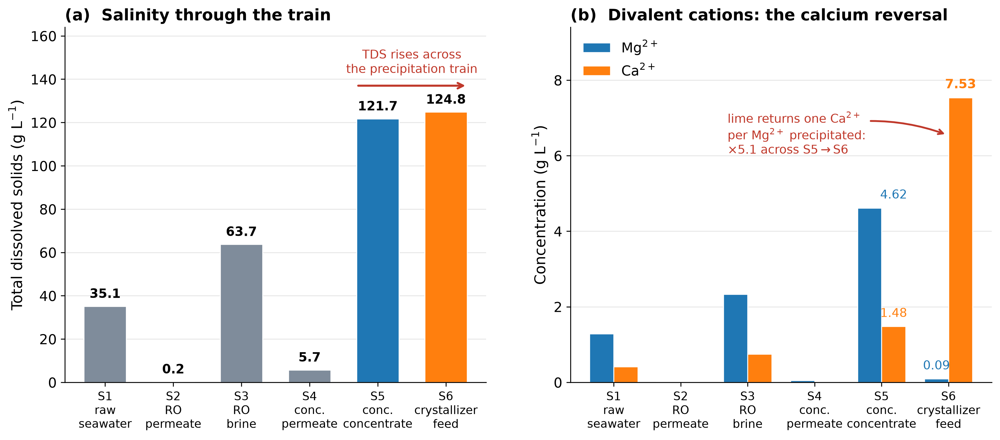 (a) Salinity through the train
Total dissolved solids (g L⁻¹)
160
140
120
100
80
60
40
20
0
TDS rises across
the precipitation train
35.1
0.2
63.7
5.7
121.7
124.8
S1
raw
seawater
S2
RO
permeate
S3
RO
brine
S4
conc.
permeate
S5
conc.
concentrate
S6
crystallizer
feed
(b) Divalent cations: the calcium reversal
Concentration (g L⁻¹)
8
6
4
2
0
Mg²⁺
Ca²⁺
lime returns one Ca²⁺
per Mg²⁺ precipitated:
×5.1 across S5→S6
4.62
1.48
0.09
7.53
S1
raw
seawater
S2
RO
permeate
S3
RO
brine
S4
conc.
permeate
S5
conc.
concentrate
S6
crystallizer
feed